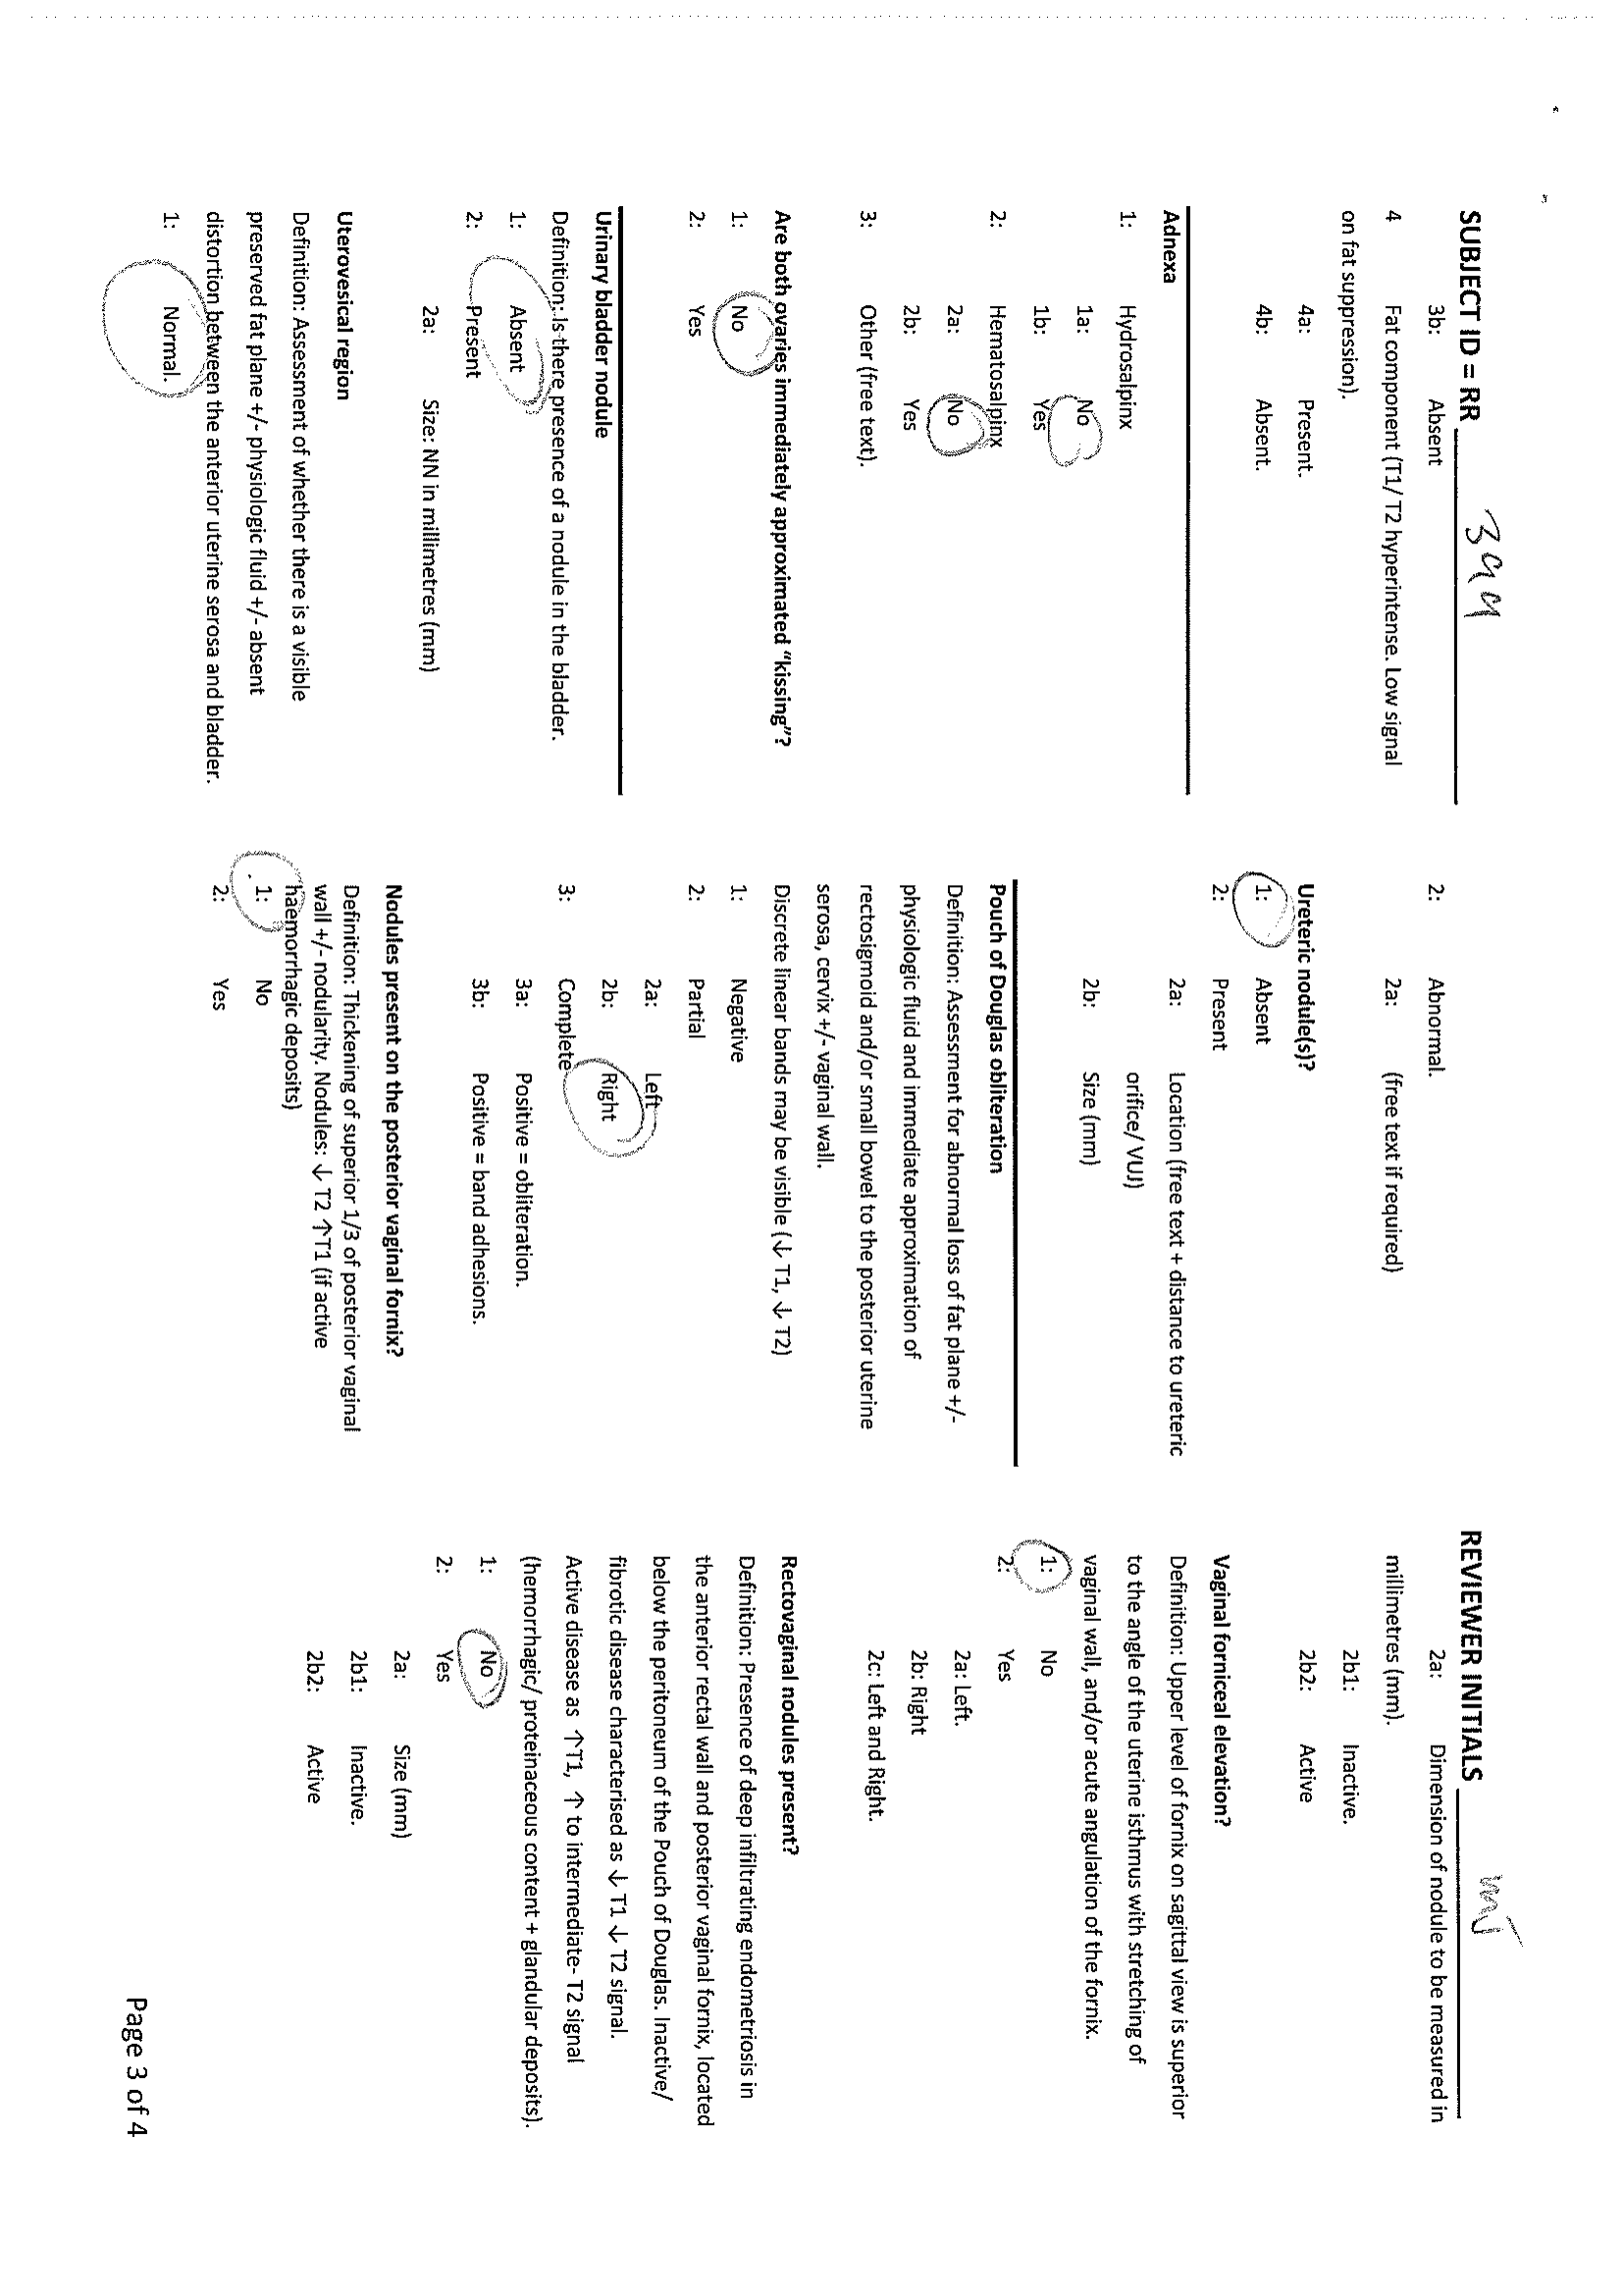 SUBJECT ID = RR 399
3b: Absent
4 Fat component (T1/ T2 hyperintense. Low signal
on fat suppression).
4a: Present.
4b: Absent.
Adnexa
1: Hydrosalpinx
1a: No
1b: Yes
2: Hematosalpinx
2a: No
2b: Yes
3: Other (free text).
Are both ovaries immediately approximated “kissing”?
1: No
2: Yes
Urinary bladder nodule
Definition: Is there presence of a nodule in the bladder.
1: Absent
2: Present
2a: Size: NN in millimetres (mm)
Uterovesical region
Definition: Assessment of whether there is a visible
preserved fat plane +/- physiologic fluid +/- absent
distortion between the anterior uterine serosa and bladder.
1: Normal.
2: Abnormal.
2a: (free text if required)
Ureteric nodule(s)?
1: Absent
2: Present
2a: Location (free text + distance to ureteric
orifice/ VUJ)
2b: Size (mm)
Pouch of Douglas obliteration
Definition: Assessment for abnormal loss of fat plane +/-
physiologic fluid and immediate approximation of
rectosigmoid and/or small bowel to the posterior uterine
serosa, cervix +/- vaginal wall.
Discrete linear bands may be visible (↓ T1, ↓ T2)
1: Negative
2: Partial
2a: Left
2b: Right
3: Complete
3a: Positive = obliteration.
3b: Positive = band adhesions.
Nodules present on the posterior vaginal fornix?
Definition: Thickening of superior 1/3 of posterior vaginal
wall +/- nodularity. Nodules: ↓ T2 ↑T1 (if active
haemorrhagic deposits)
1: No
2: Yes
REVIEWER INITIALS
2a: Dimension of nodule to be measured in
millimetres (mm).
2b1: Inactive.
2b2: Active
Vaginal forniceal elevation?
Definition: Upper level of fornix on sagittal view is superior
to the angle of the uterine isthmus with stretching of
vaginal wall, and/or acute angulation of the fornix.
1: No
2: Yes
2a: Left.
2b: Right
2c: Left and Right.
Rectovaginal nodules present?
Definition: Presence of deep infiltrating endometriosis in
the anterior rectal wall and posterior vaginal fornix, located
below the peritoneum of the Pouch of Douglas. Inactive/
fibrotic disease characterised as ↓ T1 ↓ T2 signal.
Active disease as ↑T1, ↑ to intermediate- T2 signal
(hemorrhagic/ proteinaceous content + glandular deposits).
1: No
2: Yes
2a: Size (mm)
2b1: Inactive.
2b2: Active
Page 3 of 4